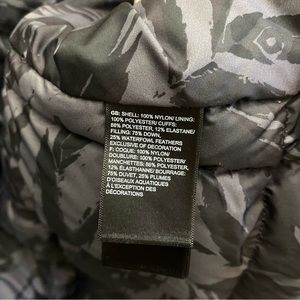 GB: SHELL: 100% NYLON/ LINING:
100% POLYESTER/ CUFFS:
88% POLYESTER, 12% ELASTANE/
FILLING: 75% DOWN,
25% WATERFOWL FEATHERS
EXCLUSIVE OF DECORATION
F: COQUE: 100% NYLON/
DOUBLURE: 100% POLYESTER/
MANCHETTES: 88% POLYESTER,
12% ÉLASTHANNE/ BOURRAGE:
75% DUVET, 25% PLUMES
D'OISEAUX AQUATIQUES
À L'EXCEPTION DES
DÉCORATIONS